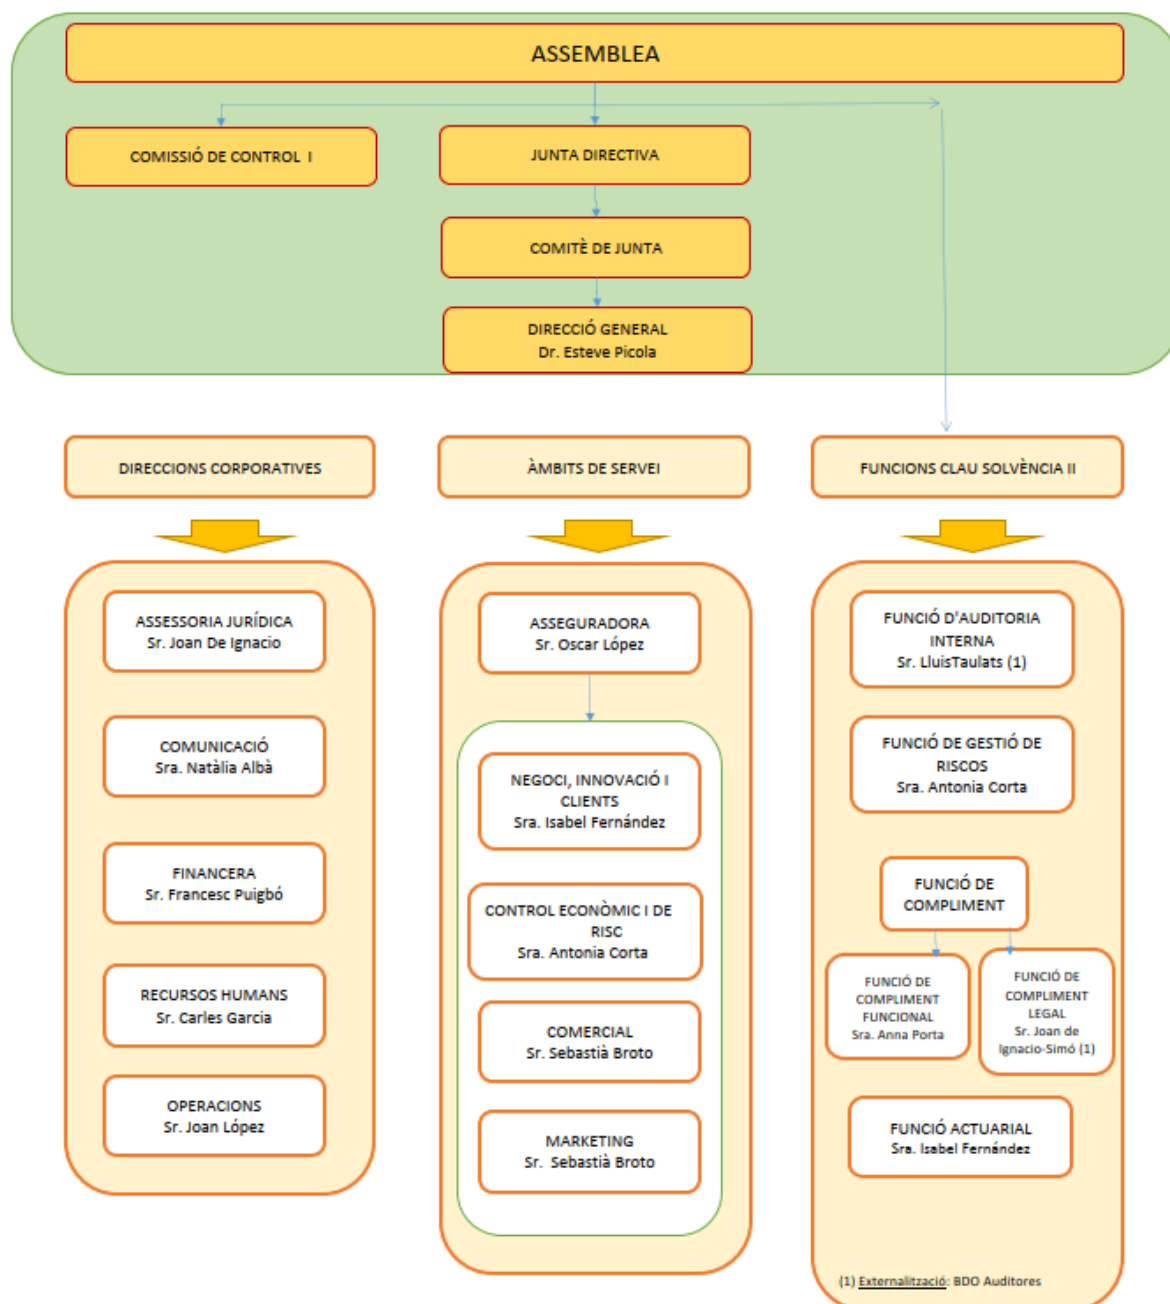 ASSEMBLEA
COMISSIÓ DE CONTROL I
JUNTA DIRECTIVA
COMITÈ DE JUNTA
DIRECCIÓ GENERAL
Dr. Esteve Picola
DIRECCIONS CORPORATIVES
ASSESSORIA JURÍDICA
Sr. Joan De Ignacio
COMUNICACIÓ
Sra. Natàlia Albà
FINANCERA
Sr. Francesc Puigbó
RECURSOS HUMANS
Sr. Carles Garcia
OPERACIONS
Sr. Joan López
ÀMBITS DE SERVEI
ASSEGURADORA
Sr. Oscar López
NEGOCI, INNOVACIÓ I
CLIENTS
Sra. Isabel Fernández
CONTROL ECONÒMIC I DE
RISC
Sra. Antonia Corta
COMERCIAL
Sr. Sebastià Broto
MARKETING
Sr. Sebastià Broto
FUNCIONS CLAU SOLVÈNCIA II
FUNCIÓ D'AUDITORIA
INTERNA
Sr. LluisTaulats (1)
FUNCIÓ DE GESTIÓ DE
RISCOS
Sra. Antonia Corta
FUNCIÓ DE
COMPLIMENT
FUNCIÓ DE
COMPLIMENT
FUNCIONAL
Sra. Anna Porta
FUNCIÓ DE
COMPLIMENT
LEGAL
Sr. Joan de
Ignacio-Simó (1)
FUNCIÓ ACTUARIAL
Sra. Isabel Fernández
(1) Externalització: BDO Auditores